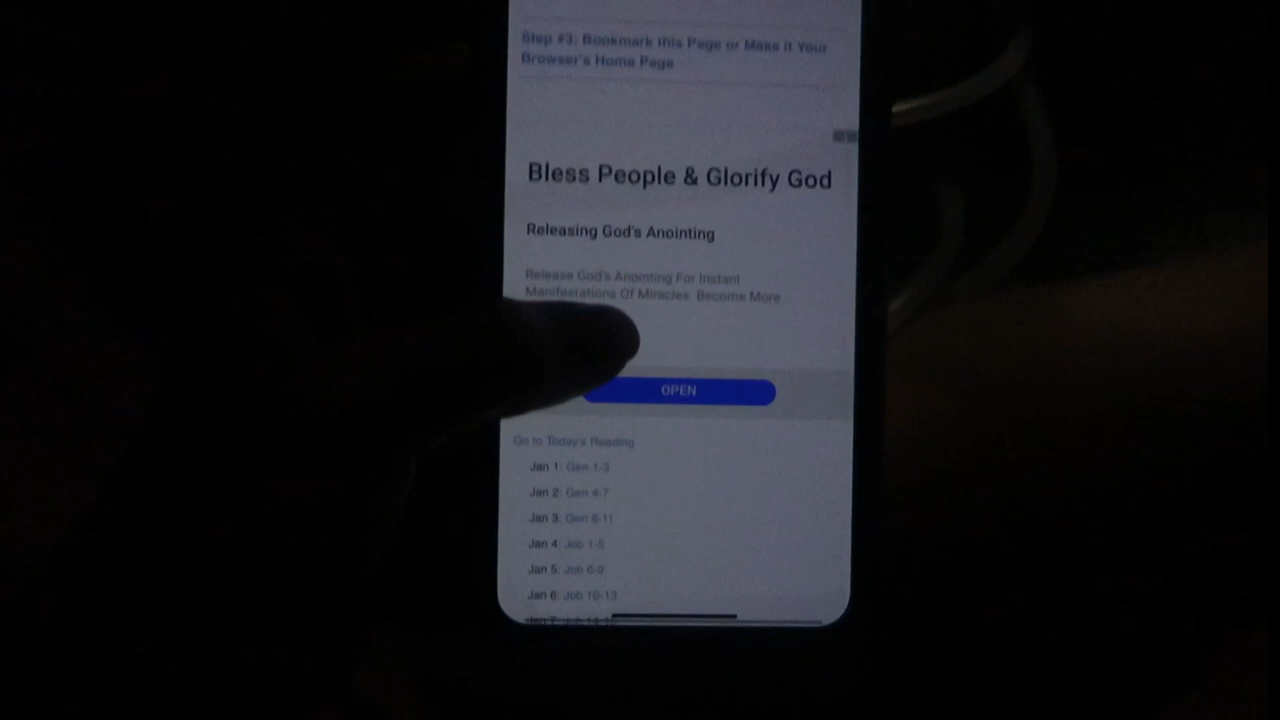 Step #3: Bookmark this Page or Make it Your
Browser's Home Page
Bless People & Glorify God
Releasing God's Anointing
Release God's Anointing For Instant
Manifestations Of Miracles. Become More
OPEN
Go to Today's Reading
Jan 1: Gen 1-3
Jan 2: Gen 4-7
Jan 3: Gen 8-11
Jan 4: Job 1-5
Jan 5: Job 6-9
Jan 6: Job 10-13